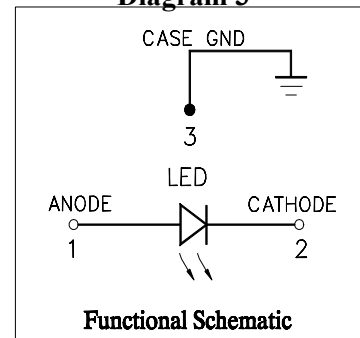 Diagram 3
CASE GND
3
LED
ANODE
CATHODE
1
2
Functional Schematic